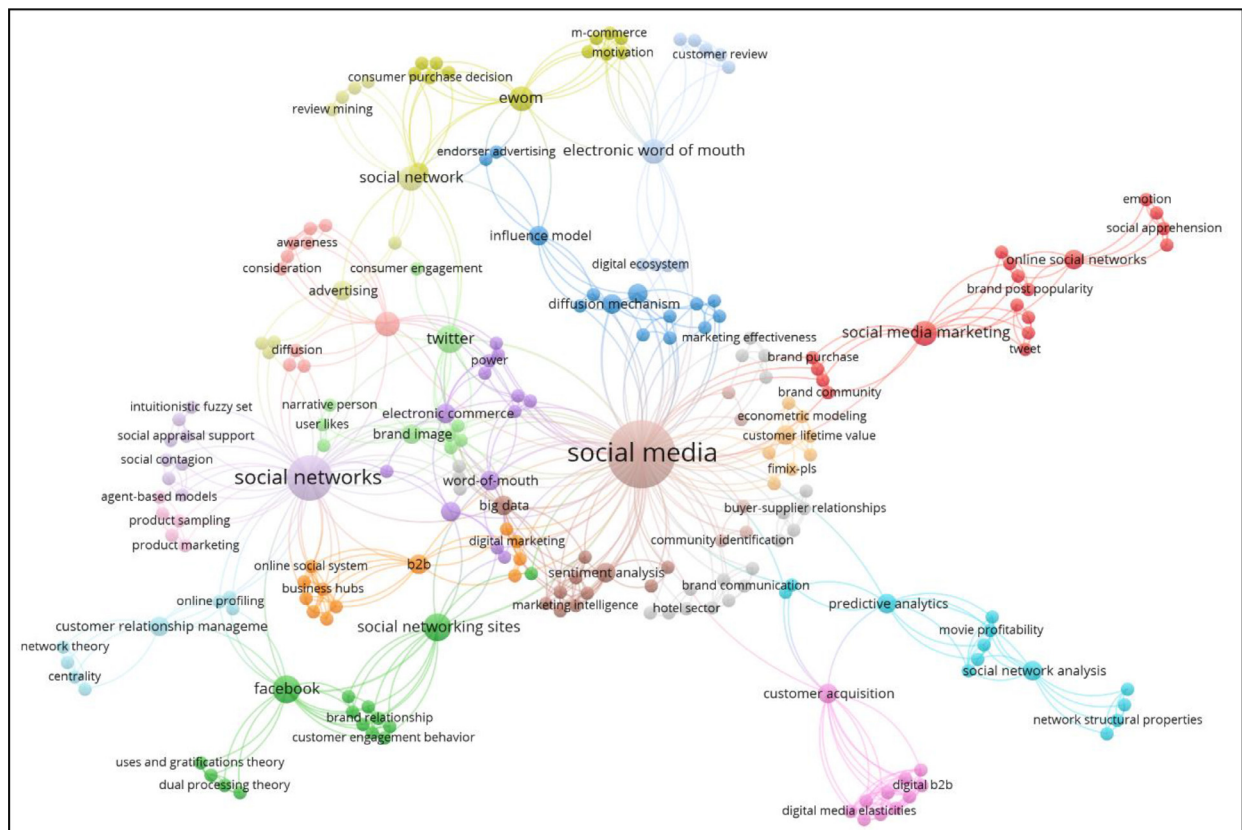 m-commerce
motivation
customer review
consumer purchase decision
ewom
review mining
endorser advertising
electronic word of mouth
social network
emotion
social apprehension
influence model
awareness
online social networks
digital ecosystem
consideration
consumer engagement
advertising
brand post popularity
diffusion mechanism
social media marketing
twitter
marketing effectiveness
diffusion
tweet
power
brand purchase
brand community
intuitionistic fuzzy set
narrative person
electronic commerce
econometric modeling
user likes
social appraisal support
brand image
customer lifetime value
social media
social contagion
fimix-pls
social networks
word-of-mouth
agent-based models
big data
buyer-supplier relationships
product sampling
digital marketing
community identification
product marketing
online social system
b2b
sentiment analysis
business hubs
brand communication
online profiling
marketing intelligence
hotel sector
predictive analytics
customer relationship manageme
social networking sites
movie profitability
network theory
centrality
social network analysis
facebook
customer acquisition
brand relationship
network structural properties
customer engagement behavior
uses and gratifications theory
dual processing theory
digital b2b
digital media elasticities